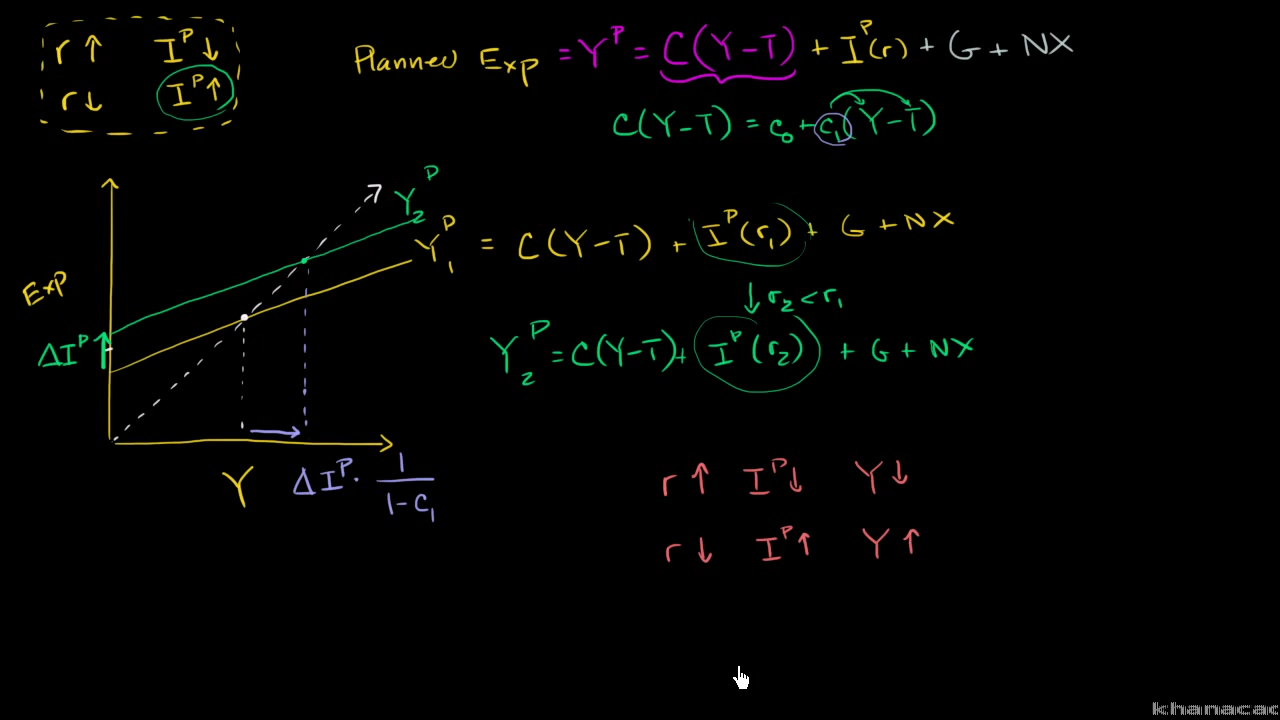 r ↑ I^P ↓
r ↓ I^P ↑
Planned Exp = Y^P = C(Y-T) + I^P(r) + G + NX
C(Y-T) = c₀ + c₁(Y-T)
Y₂^P
Y₁^P = C(Y-T) + I^P(r₁) + G + NX
Exp
↓ r₂ < r₁
ΔI^P
Y₂^P = C(Y-T) + I^P(r₂) + G + NX
Y ΔI^P · 1/(1-c₁)
r ↑ I^P ↓ Y ↓
r ↓ I^P ↑ Y ↑
khanacac